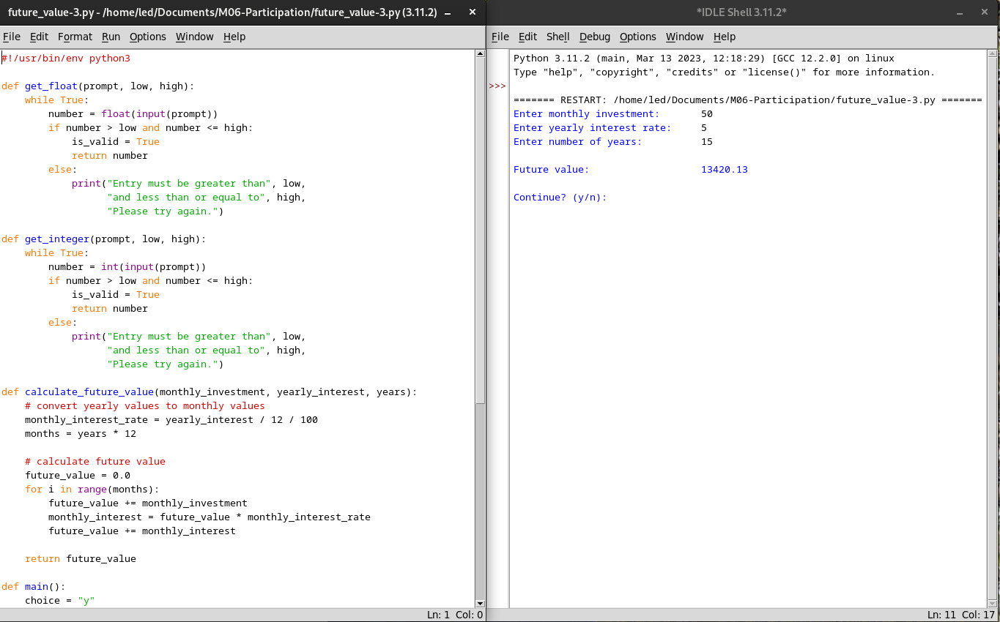 future_value-3.py - /home/led/Documents/M06-Participation/future_value-3.py (3.11.2)
File Edit Format Run Options Window Help
#!/usr/bin/env python3

def get_float(prompt, low, high):
    while True:
        number = float(input(prompt))
        if number > low and number <= high:
            is_valid = True
            return number
        else:
            print("Entry must be greater than", low,
                  "and less than or equal to", high,
                  "Please try again.")

def get_integer(prompt, low, high):
    while True:
        number = int(input(prompt))
        if number > low and number <= high:
            is_valid = True
            return number
        else:
            print("Entry must be greater than", low,
                  "and less than or equal to", high,
                  "Please try again.")

def calculate_future_value(monthly_investment, yearly_interest, years):
    # convert yearly values to monthly values
    monthly_interest_rate = yearly_interest / 12 / 100
    months = years * 12

    # calculate future value
    future_value = 0.0
    for i in range(months):
        future_value += monthly_investment
        monthly_interest = future_value * monthly_interest_rate
        future_value += monthly_interest

    return future_value

def main():
    choice = "y"
Ln: 1 Col: 0
*IDLE Shell 3.11.2*
File Edit Shell Debug Options Window Help
Python 3.11.2 (main, Mar 13 2023, 12:18:29) [GCC 12.2.0] on linux
Type "help", "copyright", "credits" or "license()" for more information.
>>>
======= RESTART: /home/led/Documents/M06-Participation/future_value-3.py =======
Enter monthly investment:       50
Enter yearly interest rate:     5
Enter number of years:          15

Future value:                   13420.13

Continue? (y/n):
Ln: 11 Col: 17